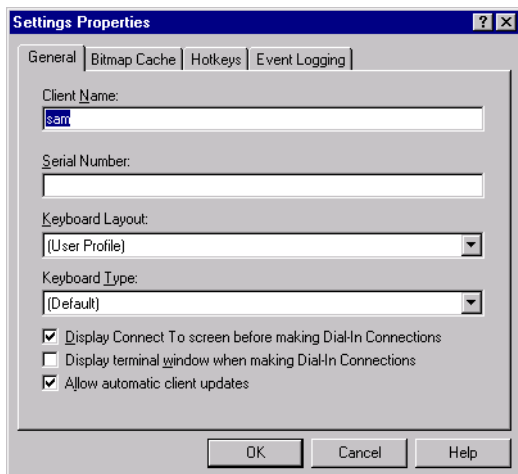 Settings Properties
General Bitmap Cache Hotkeys Event Logging
Client Name:
sam
Serial Number:
Keyboard Layout:
(User Profile)
Keyboard Type:
(Default)
Display Connect To screen before making Dial-In Connections
Display terminal window when making Dial-In Connections
Allow automatic client updates
OK Cancel Help